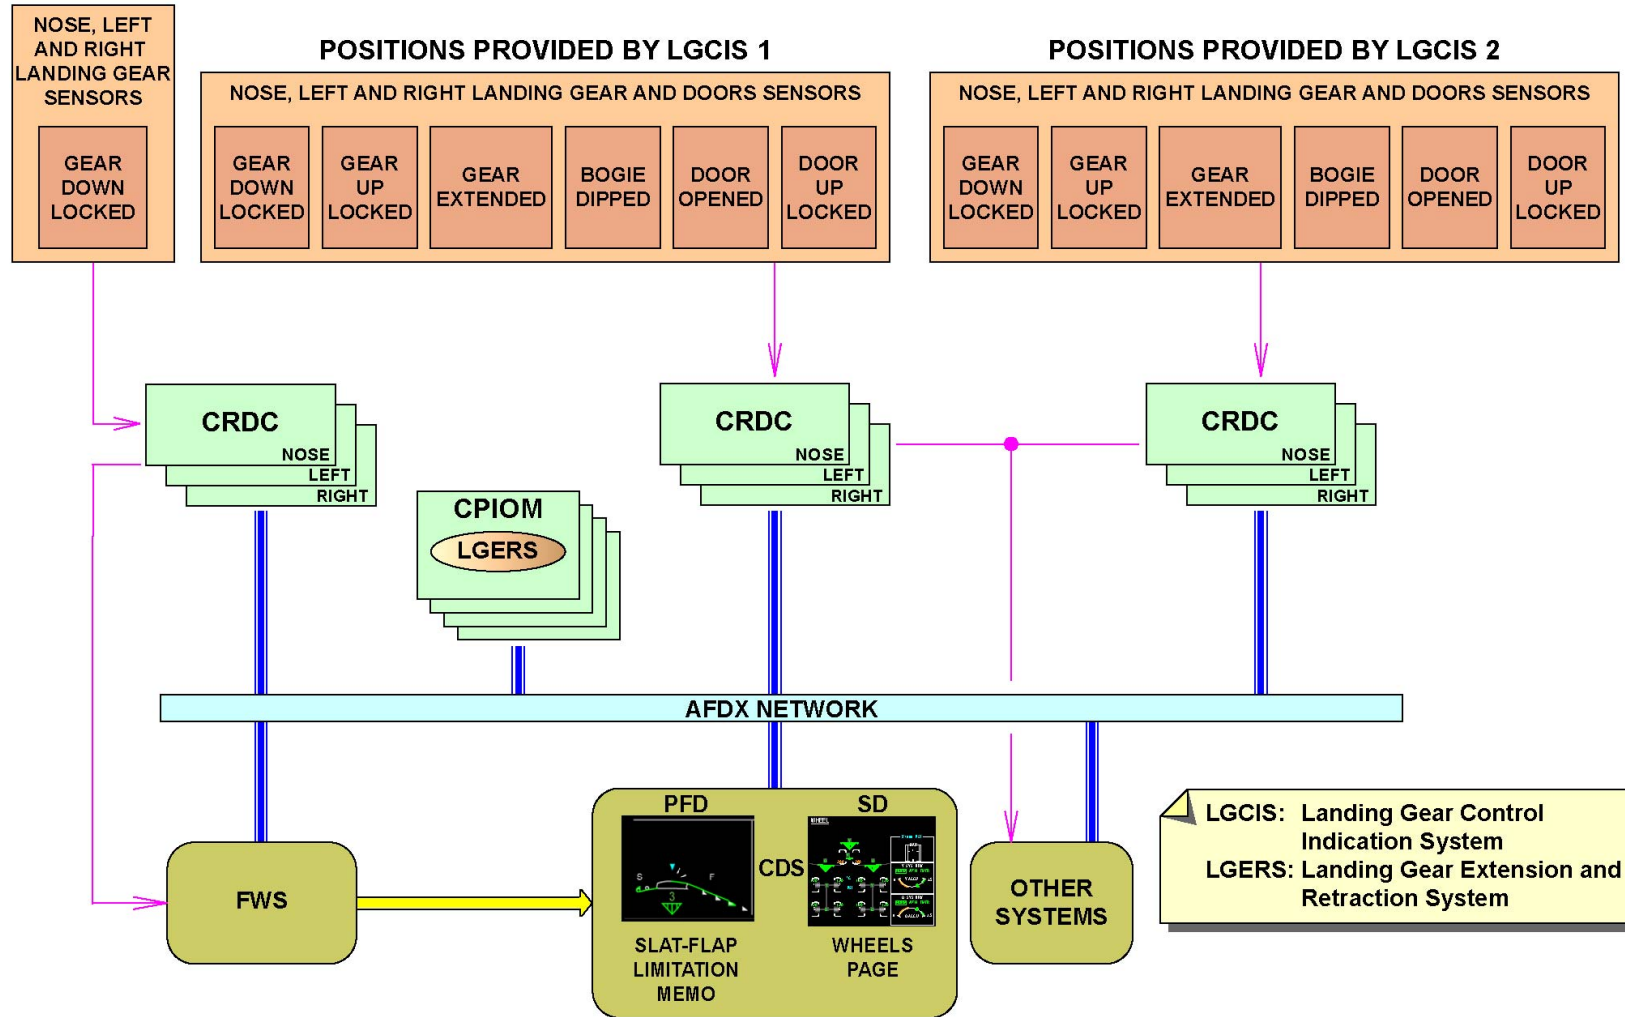 NOSE, LEFT
AND RIGHT
LANDING GEAR
SENSORS
GEAR
DOWN
LOCKED
POSITIONS PROVIDED BY LGCIS 1
NOSE, LEFT AND RIGHT LANDING GEAR AND DOORS SENSORS
GEAR
DOWN
LOCKED
GEAR
UP
LOCKED
GEAR
EXTENDED
BOGIE
DIPPED
DOOR
OPENED
DOOR
UP
LOCKED
POSITIONS PROVIDED BY LGCIS 2
NOSE, LEFT AND RIGHT LANDING GEAR AND DOORS SENSORS
GEAR
DOWN
LOCKED
GEAR
UP
LOCKED
GEAR
EXTENDED
BOGIE
DIPPED
DOOR
OPENED
DOOR
UP
LOCKED
CRDC
NOSE
LEFT
RIGHT
CPIOM
LGERS
CRDC
NOSE
LEFT
RIGHT
CRDC
NOSE
LEFT
RIGHT
AFDX NETWORK
FWS
PFD
S
F
3
SLAT-FLAP
LIMITATION
MEMO
CDS
SD
WHEEL
WHEELS
PAGE
OTHER
SYSTEMS
LGCIS: Landing Gear Control
Indication System
LGERS: Landing Gear Extension and
Retraction System